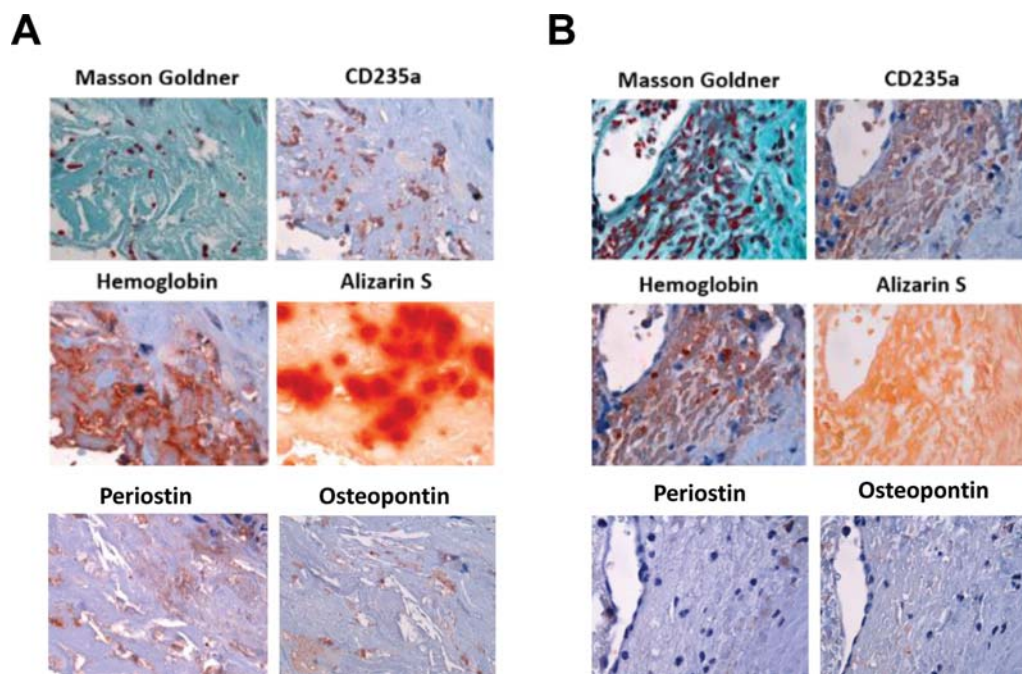 A
B
Masson Goldner
CD235a
Hemoglobin
Alizarin S
Periostin
Osteopontin
Masson Goldner
CD235a
Hemoglobin
Alizarin S
Periostin
Osteopontin